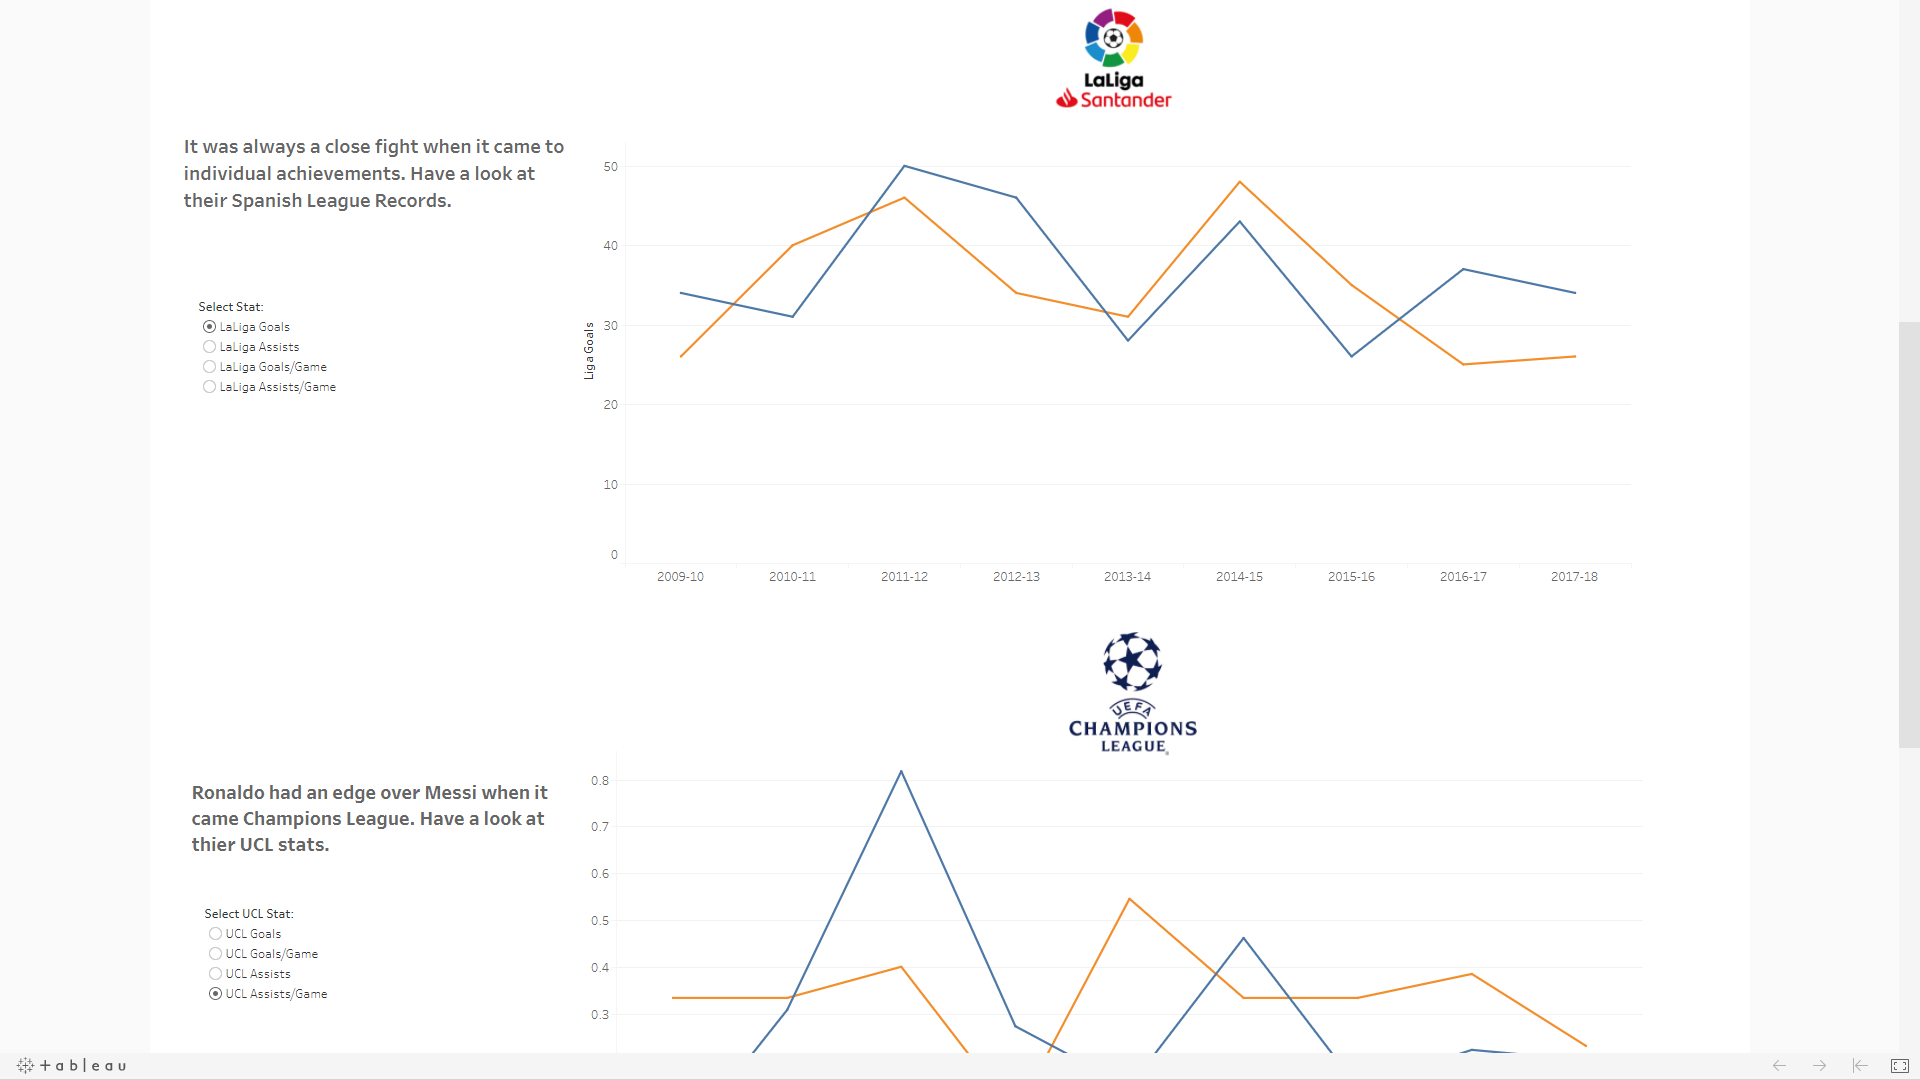 LaLiga
Santander
It was always a close fight when it came to
individual achievements. Have a look at
their Spanish League Records.
Select Stat:
LaLiga Goals
LaLiga Assists
LaLiga Goals/Game
LaLiga Assists/Game
Liga Goals
50
40
30
20
10
0
2009-10 2010-11 2011-12 2012-13 2013-14 2014-15 2015-16 2016-17 2017-18
UEFA
CHAMPIONS
LEAGUE
Ronaldo had an edge over Messi when it
came Champions League. Have a look at
thier UCL stats.
Select UCL Stat:
UCL Goals
UCL Goals/Game
UCL Assists
UCL Assists/Game
0.8
0.7
0.6
0.5
0.4
0.3
+ableau